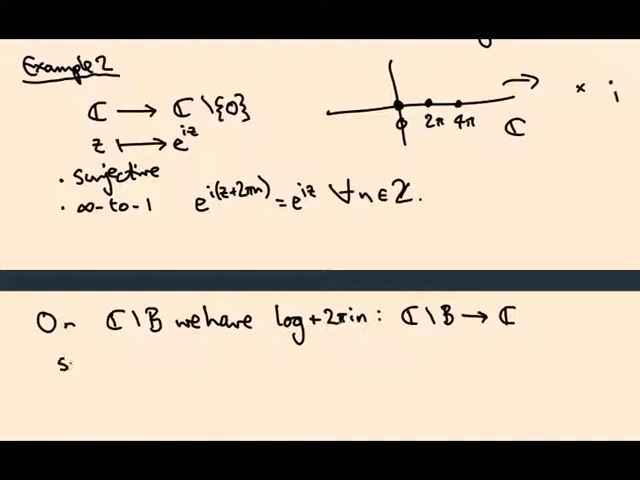 Example 2
ℂ → ℂ \ {0}
z ↦ e^{iz}
· surjective
· ∞-to-1 e^{i(z+2πn)} = e^{iz} ∀n∈ℤ.
0 2π 4π ℂ
× i
On ℂ\B we have log+2πin: ℂ\B → ℂ
s